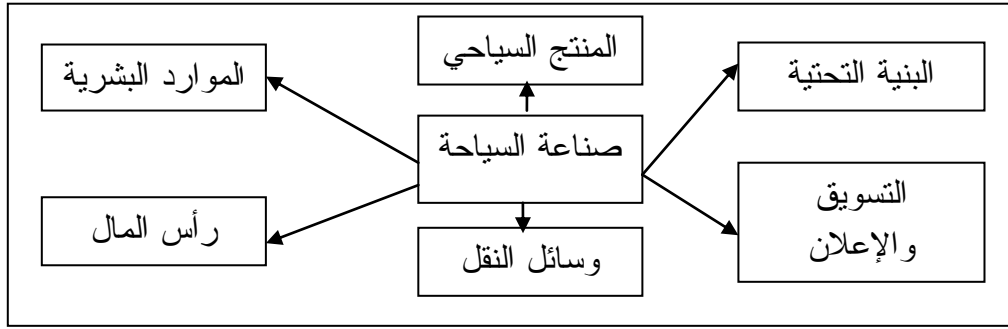 المنتج السياحي
البنية التحتية
الموارد البشرية
صناعة السياحة
التسويق
والإعلان
رأس المال
وسائل النقل